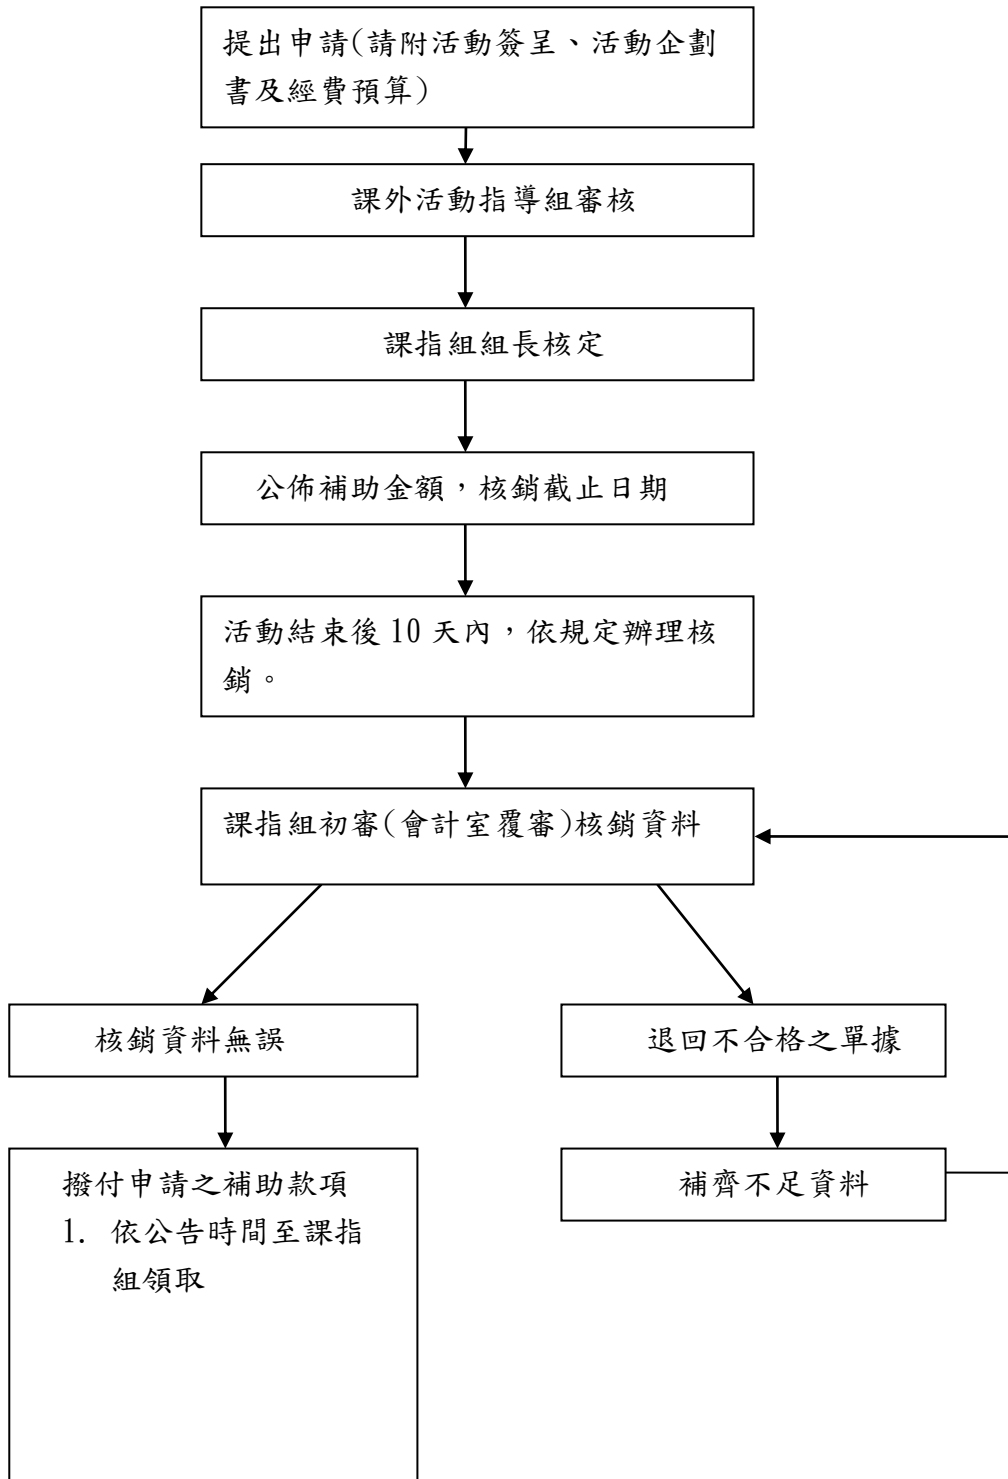 提出申請(請附活動簽呈、活動企劃
書及經費預算)
課外活動指導組審核
課指組組長核定
公佈補助金額，核銷截止日期
活動結束後 10 天內，依規定辦理核
銷。
課指組初審(會計室覆審)核銷資料
核銷資料無誤
退回不合格之單據
撥付申請之補助款項
1. 依公告時間至課指
組領取
補齊不足資料